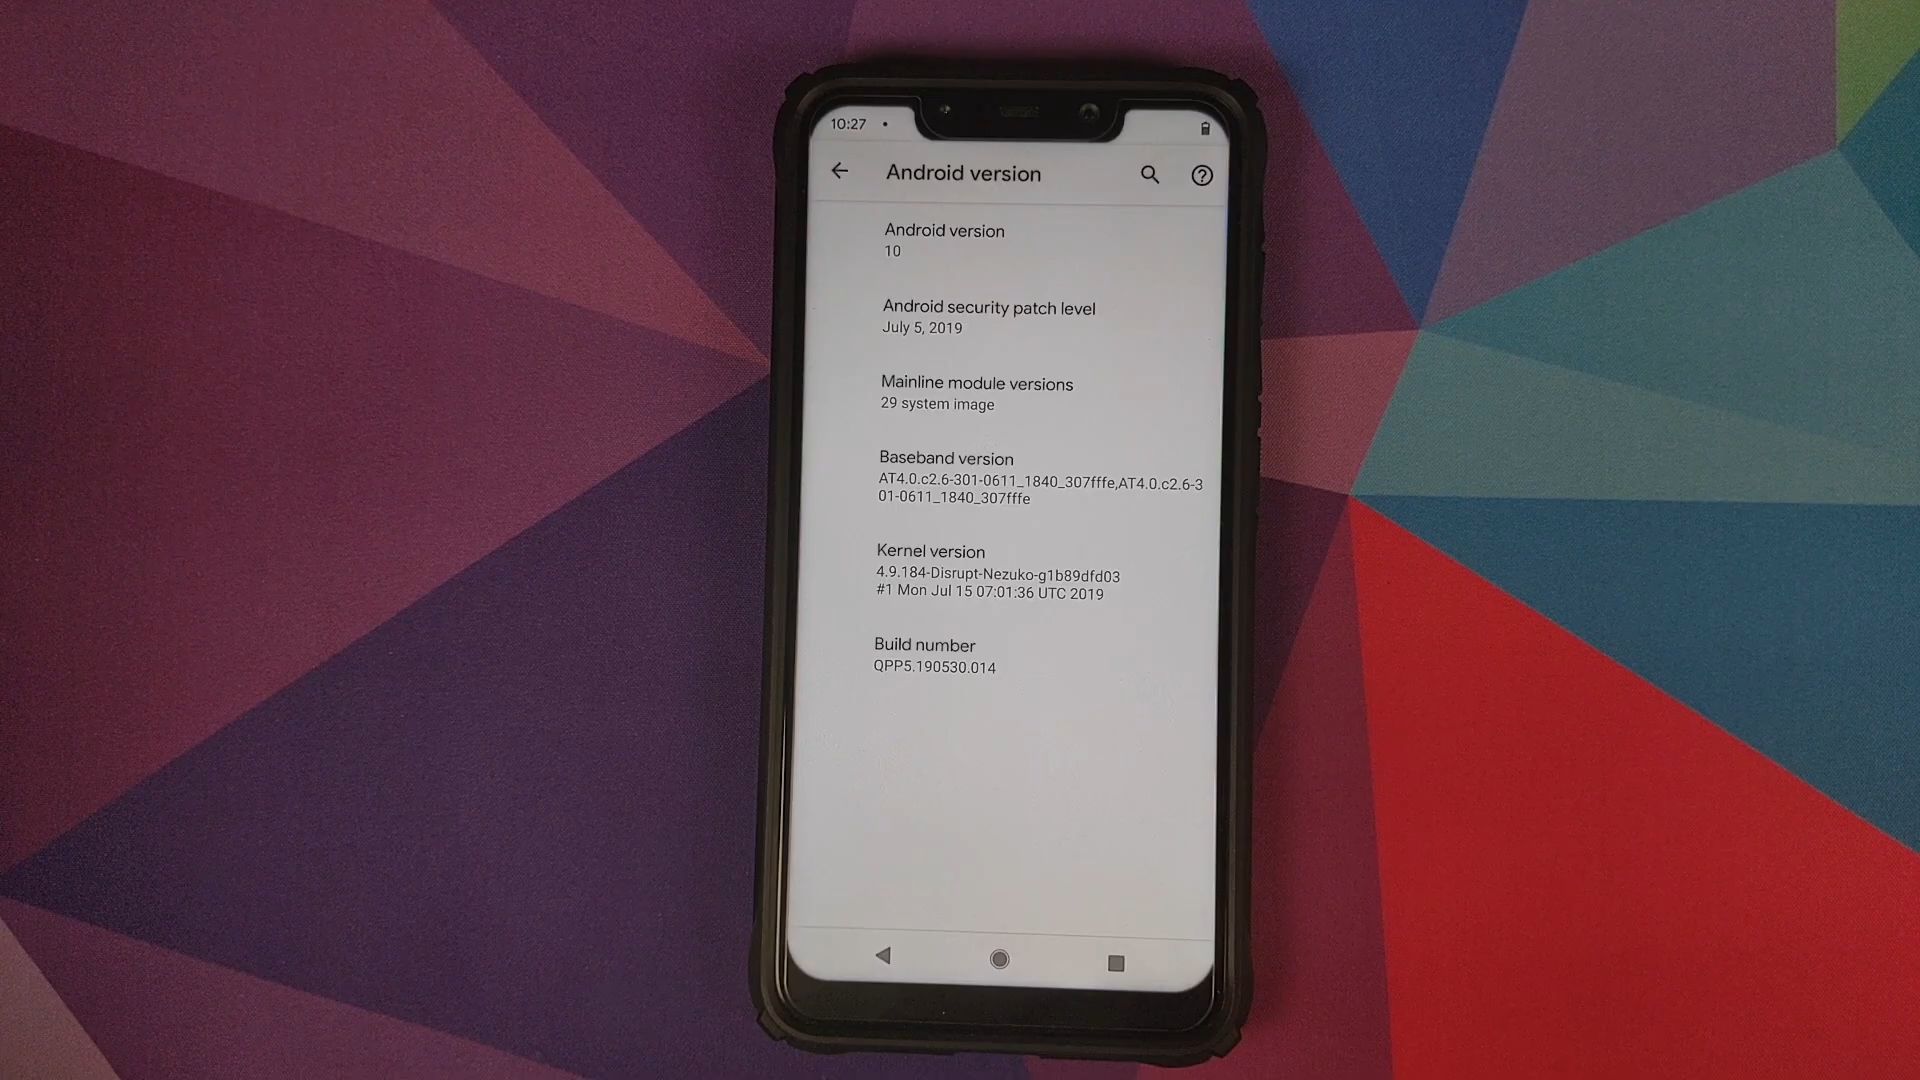 10:27
Android version
Android version
10
Android security patch level
July 5, 2019
Mainline module versions
29 system image
Baseband version
AT4.0.c2.6-301-0611_1840_307fffe,AT4.0.c2.6-3
01-0611_1840_307fffe
Kernel version
4.9.184-Disrupt-Nezuko-g1b89dfd03
#1 Mon Jul 15 07:01:36 UTC 2019
Build number
QPP5.190530.014